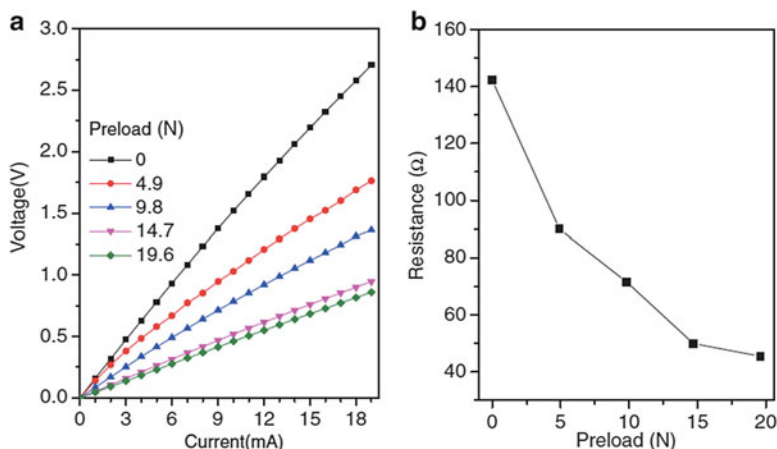 a
3.0
2.5
2.0
1.5
1.0
0.5
0.0
Voltage(V)
Preload (N)
0
4.9
9.8
14.7
19.6
0 3 6 9 12 15 18
Current(mA)
b
160
140
120
100
80
60
40
Resistance (Ω)
0 5 10 15 20
Preload (N)